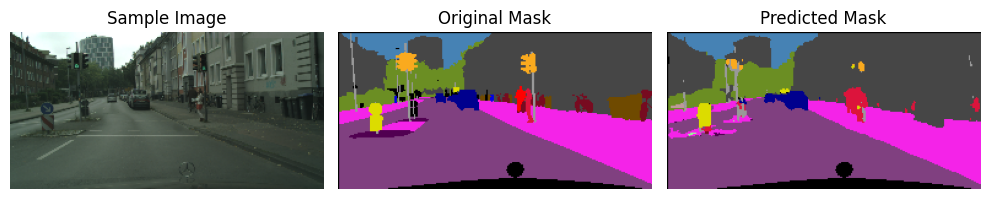 Sample Image
Original Mask
Predicted Mask